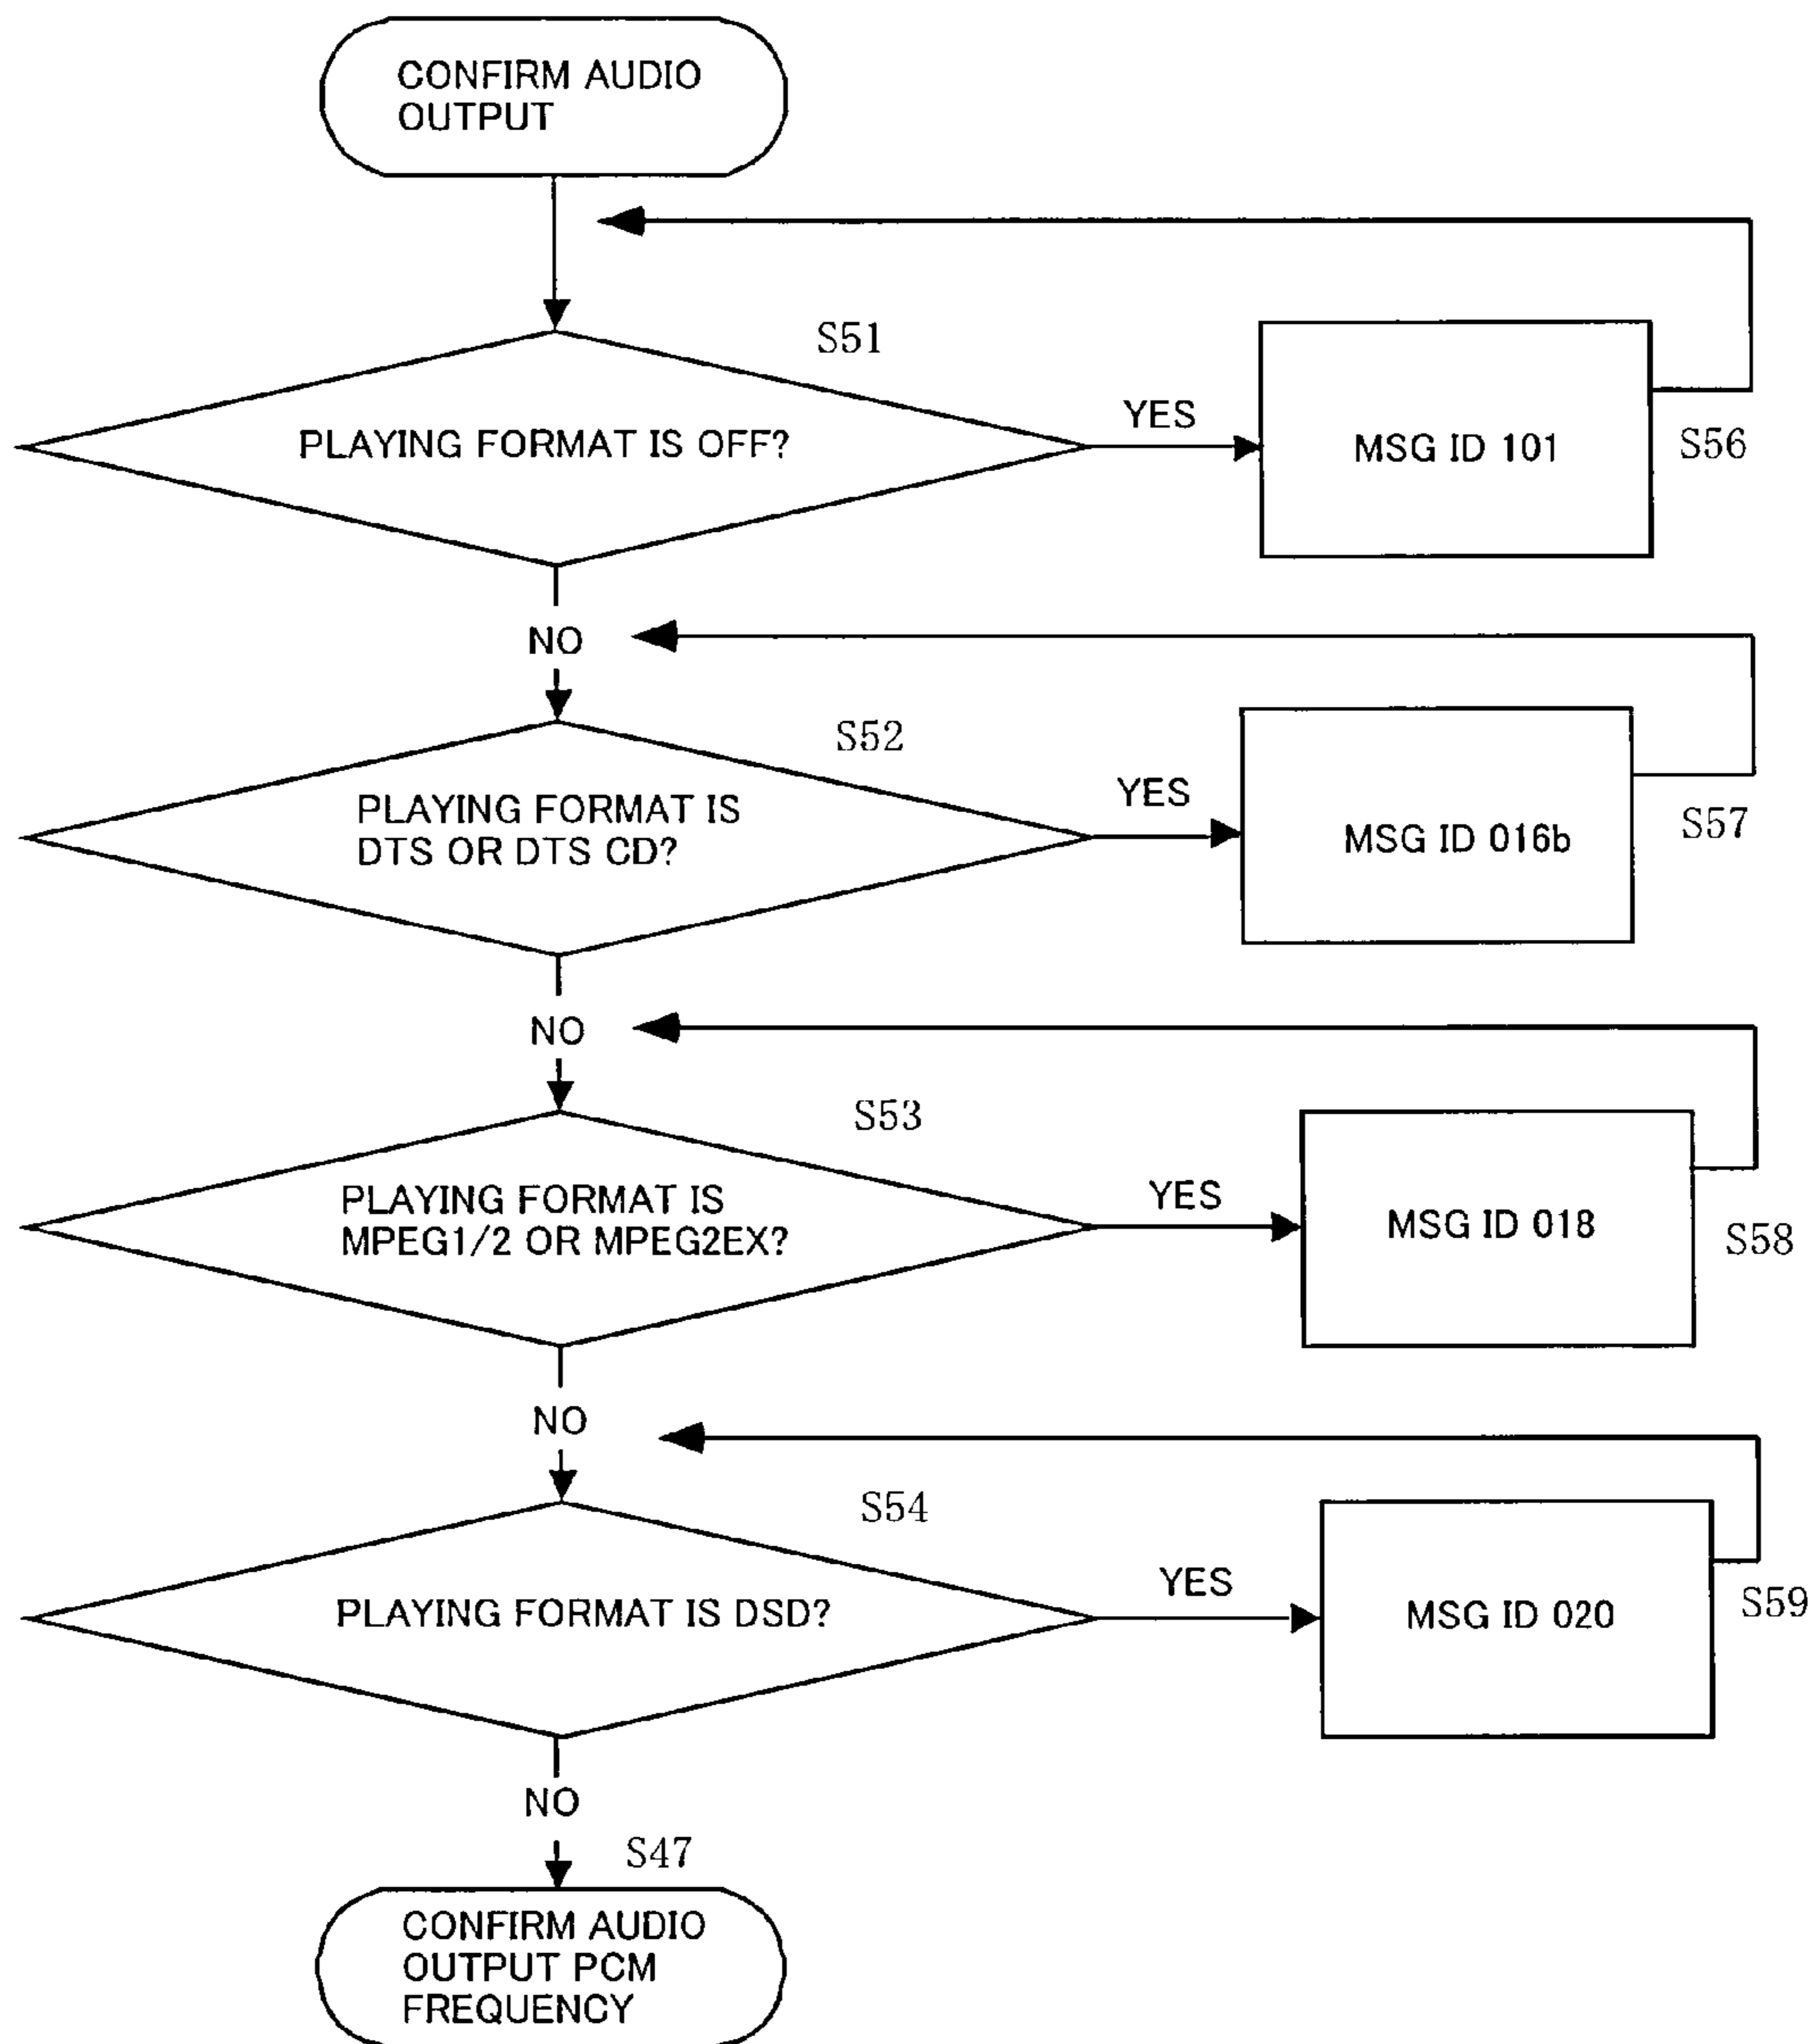 CONFIRM AUDIO
OUTPUT
S51
PLAYING FORMAT IS OFF?
YES
MSG ID 101
S56
NO
S52
PLAYING FORMAT IS
DTS OR DTS CD?
YES
MSG ID 016b
S57
NO
S53
PLAYING FORMAT IS
MPEG1/2 OR MPEG2EX?
YES
MSG ID 018
S58
NO
S54
PLAYING FORMAT IS DSD?
YES
MSG ID 020
S59
NO
S47
CONFIRM AUDIO
OUTPUT PCM
FREQUENCY